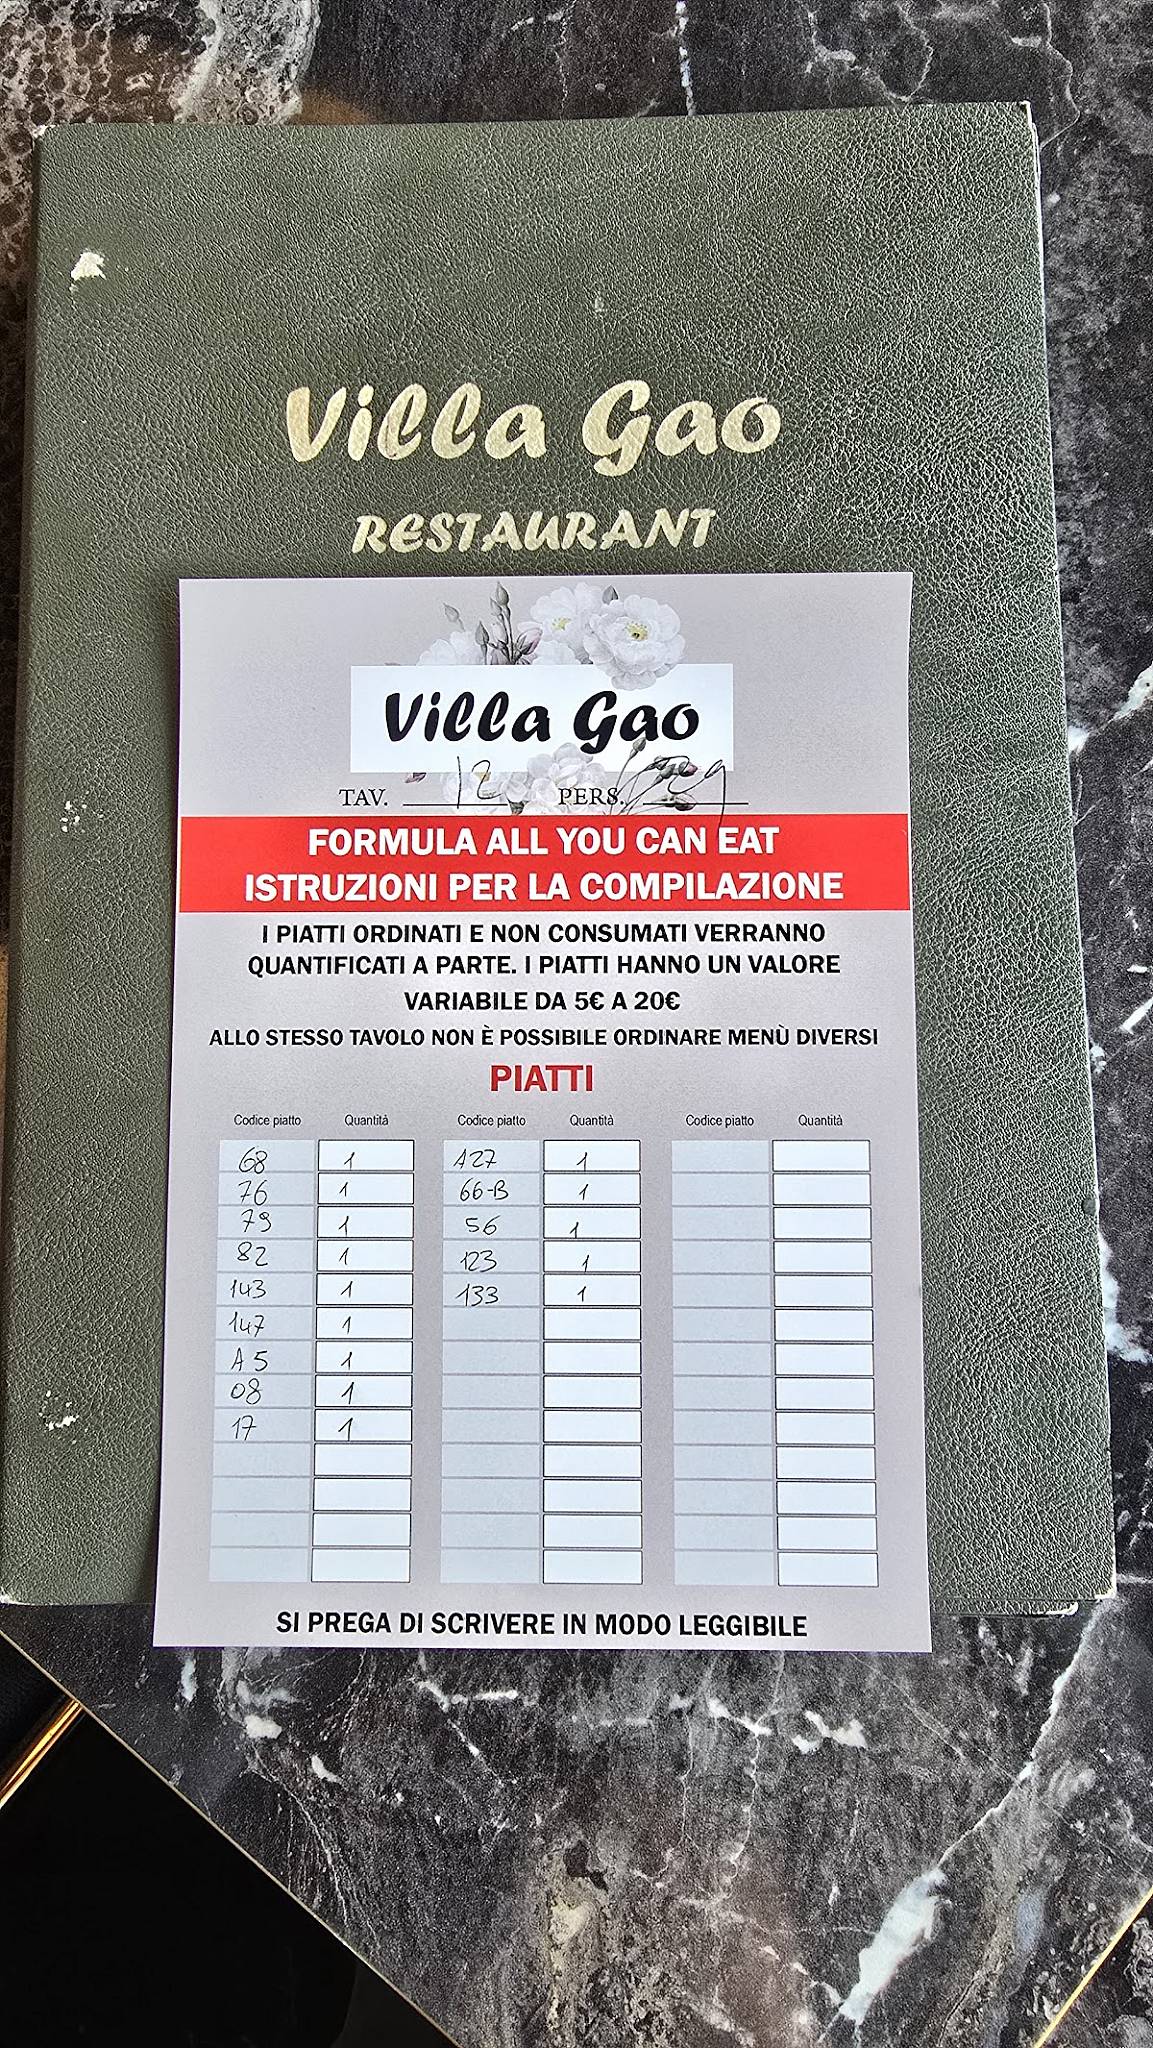 Villa Gao
RESTAURANT
Villa Gao
TAV. 12 PERS.
FORMULA ALL YOU CAN EAT
ISTRUZIONI PER LA COMPILAZIONE
I PIATTI ORDINATI E NON CONSUMATI VERRANNO
QUANTIFICATI A PARTE. I PIATTI HANNO UN VALORE
VARIABILE DA 5€ A 20€
ALLO STESSO TAVOLO NON È POSSIBILE ORDINARE MENÙ DIVERSI
PIATTI
Codice piatto Quantità Codice piatto Quantità Codice piatto Quantità
68 1 A27 1
76 1 66-B 1
79 1 56 1
82 1 123 1
143 1 133 1
147 1
A5 1
08 1
17 1
SI PREGA DI SCRIVERE IN MODO LEGGIBILE